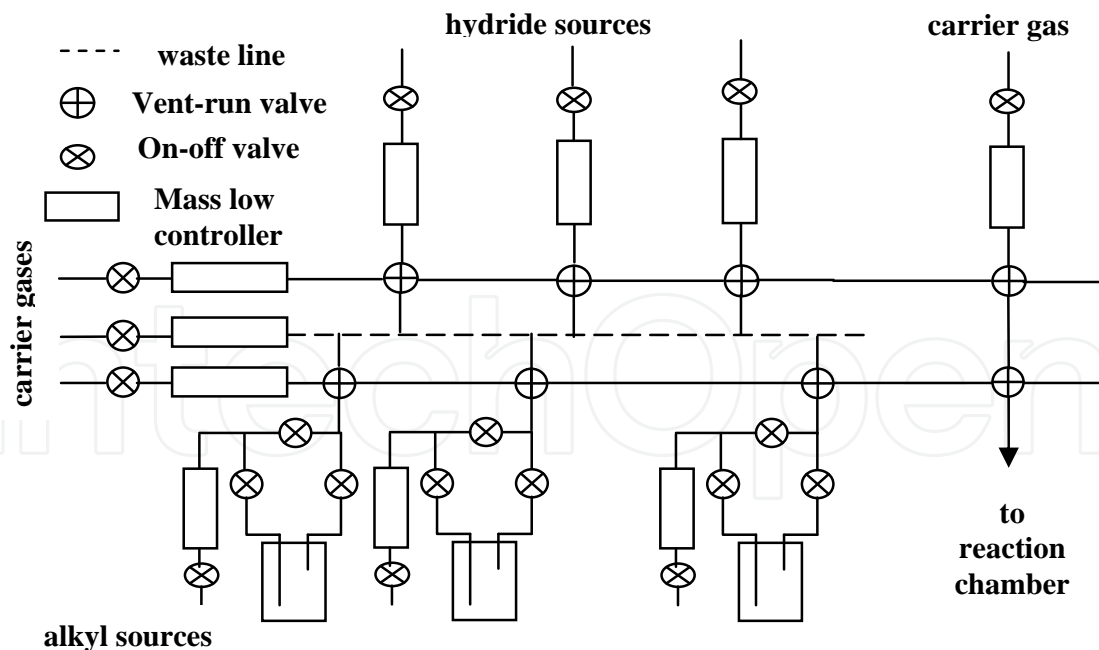 hydride sources
carrier gas
waste line
Vent-run valve
On-off valve
Mass low
controller
carrier gases
to
reaction
chamber
alkyl sources
intechOpen